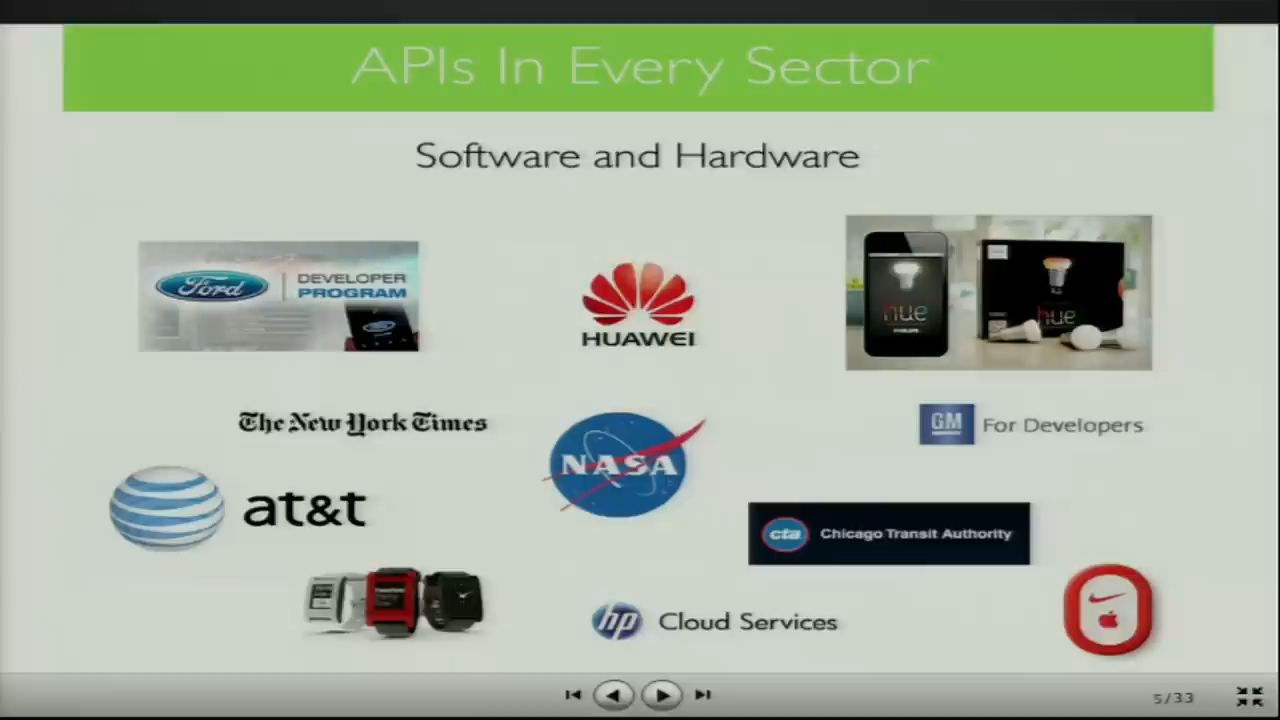 APIs In Every Sector
Software and Hardware
Ford
DEVELOPER
PROGRAM
HUAWEI
hue
hue
The New York Times
NASA
GM For Developers
at&t
cta Chicago Transit Authority
hp Cloud Services
5/33